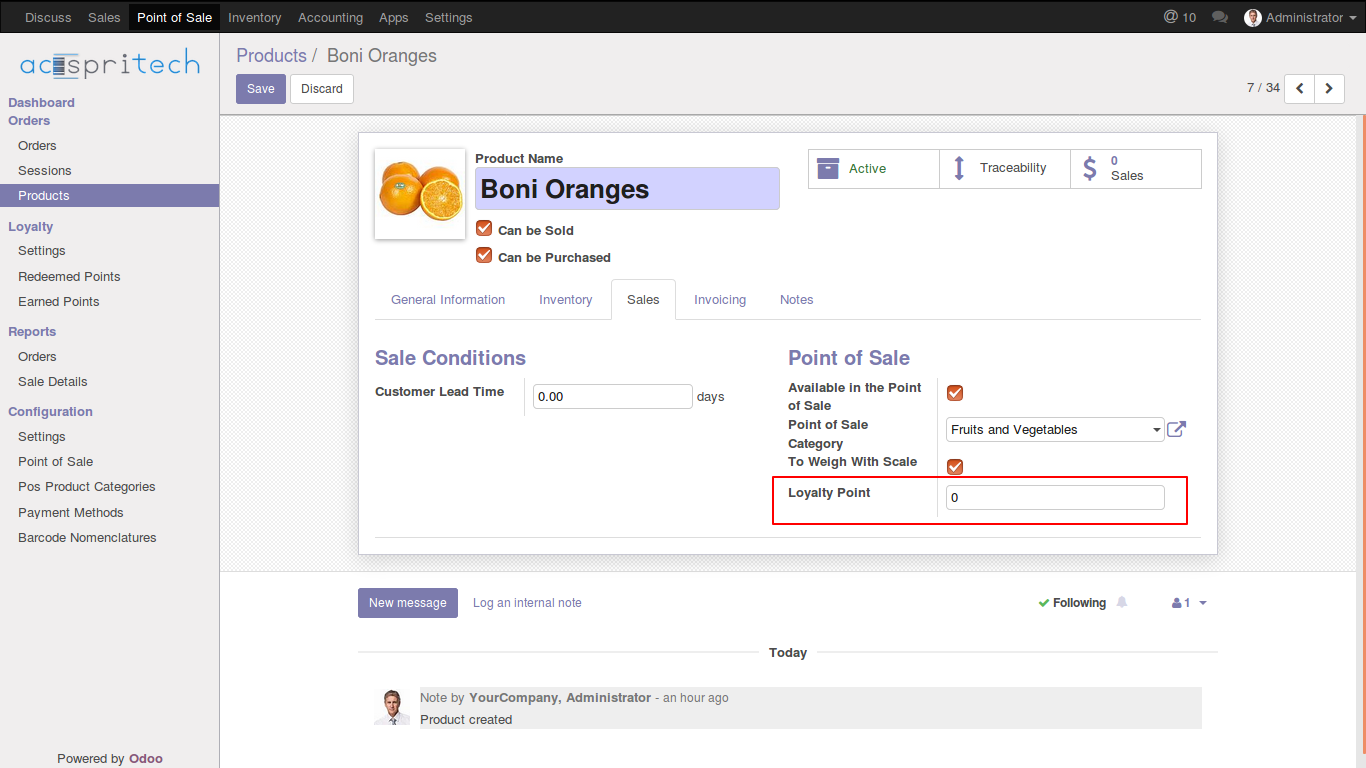 Discuss Sales Point of Sale Inventory Accounting Apps Settings @ 10 Administrator
acespritech
Products / Boni Oranges
Save Discard
7 / 34
Dashboard
Orders
Orders
Sessions
Products
Loyalty
Settings
Redeemed Points
Earned Points
Reports
Orders
Sale Details
Configuration
Settings
Point of Sale
Pos Product Categories
Payment Methods
Barcode Nomenclatures
Powered by Odoo
Product Name
Boni Oranges
Can be Sold
Can be Purchased
Active
Traceability
0
Sales
General Information Inventory Sales Invoicing Notes
Sale Conditions
Customer Lead Time 0.00 days
Point of Sale
Available in the Point
of Sale
Point of Sale
Category
Fruits and Vegetables
To Weigh With Scale
Loyalty Point 0
New message Log an internal note Following 1
Today
Note by YourCompany, Administrator - an hour ago
Product created